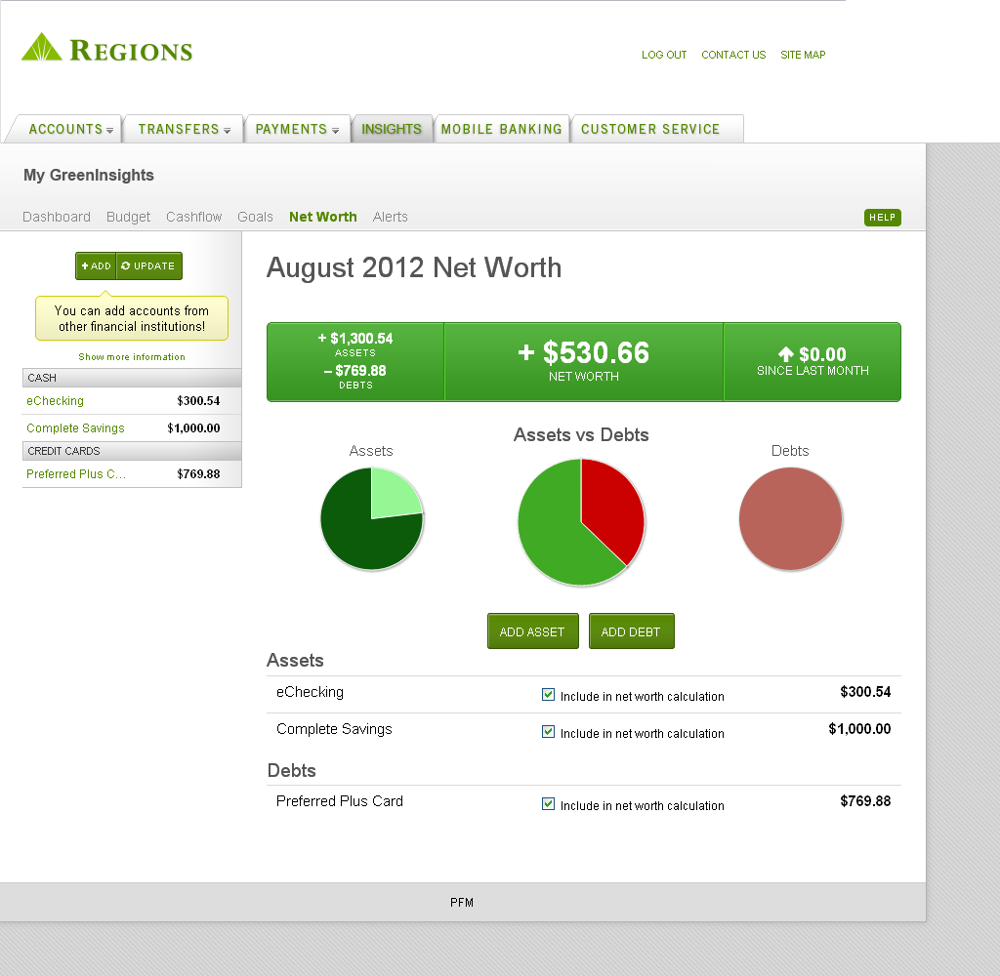 REGIONS
LOG OUT CONTACT US SITE MAP
ACCOUNTS TRANSFERS PAYMENTS INSIGHTS MOBILE BANKING CUSTOMER SERVICE
My GreenInsights
Dashboard Budget Cashflow Goals Net Worth Alerts
HELP
+ ADD UPDATE
You can add accounts from
other financial institutions!
Show more information
CASH
eChecking $300.54
Complete Savings $1,000.00
CREDIT CARDS
Preferred Plus C... $769.88
August 2012 Net Worth
+ $1,300.54
ASSETS
– $769.88
DEBTS
+ $530.66
NET WORTH
$0.00
SINCE LAST MONTH
Assets vs Debts
Assets
Debts
ADD ASSET ADD DEBT
Assets
eChecking Include in net worth calculation $300.54
Complete Savings Include in net worth calculation $1,000.00
Debts
Preferred Plus Card Include in net worth calculation $769.88
PFM